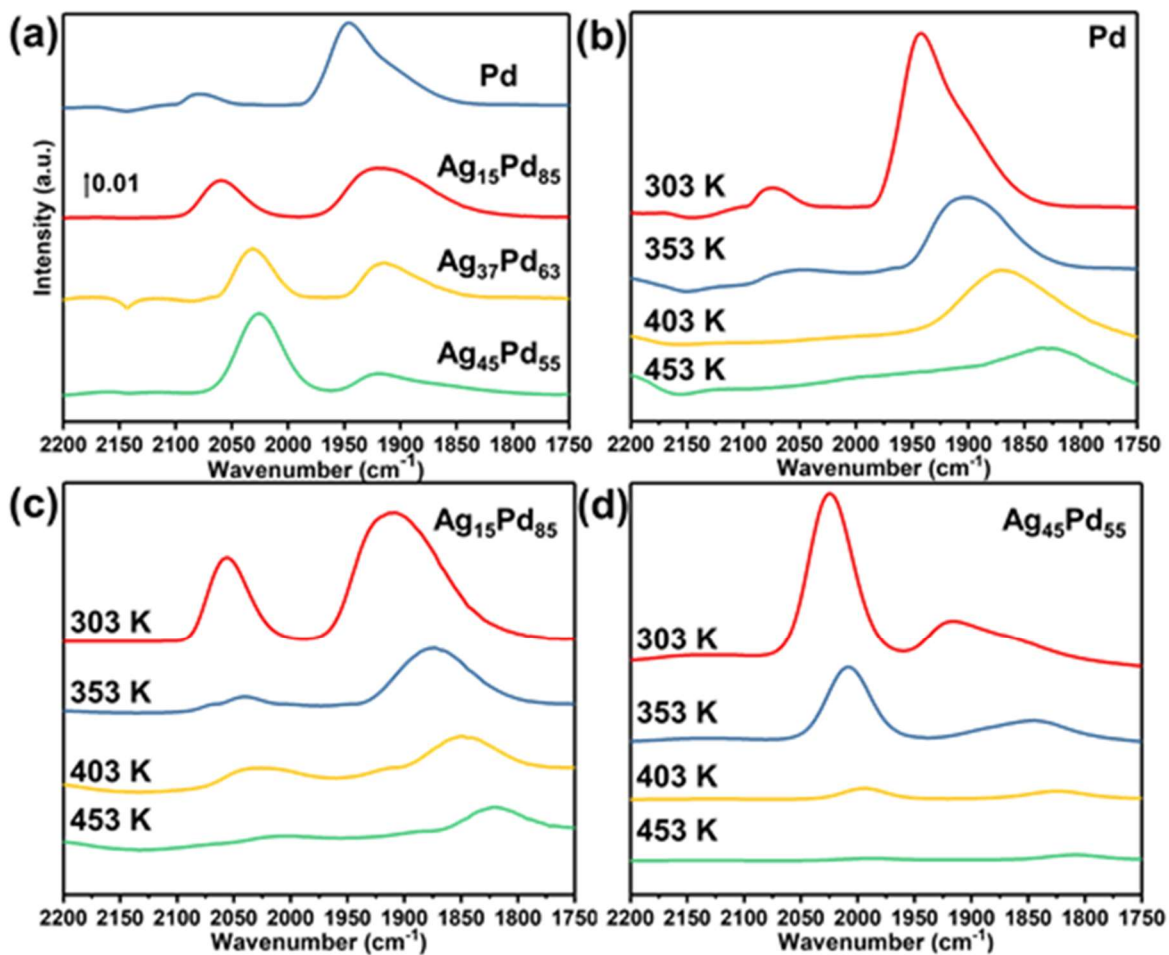 (a)
Pd
Ag₁₅Pd₈₅
0.01
Ag₃₇Pd₆₃
Ag₄₅Pd₅₅
Intensity (a.u.)
2200 2150 2100 2050 2000 1950 1900 1850 1800 1750
Wavenumber (cm⁻¹)
(b)
Pd
303 K
353 K
403 K
453 K
2200 2150 2100 2050 2000 1950 1900 1850 1800 1750
Wavenumber (cm⁻¹)
(c)
Ag₁₅Pd₈₅
303 K
353 K
403 K
453 K
2200 2150 2100 2050 2000 1950 1900 1850 1800 1750
Wavenumber (cm⁻¹)
(d)
Ag₄₅Pd₅₅
303 K
353 K
403 K
453 K
2200 2150 2100 2050 2000 1950 1900 1850 1800 1750
Wavenumber (cm⁻¹)